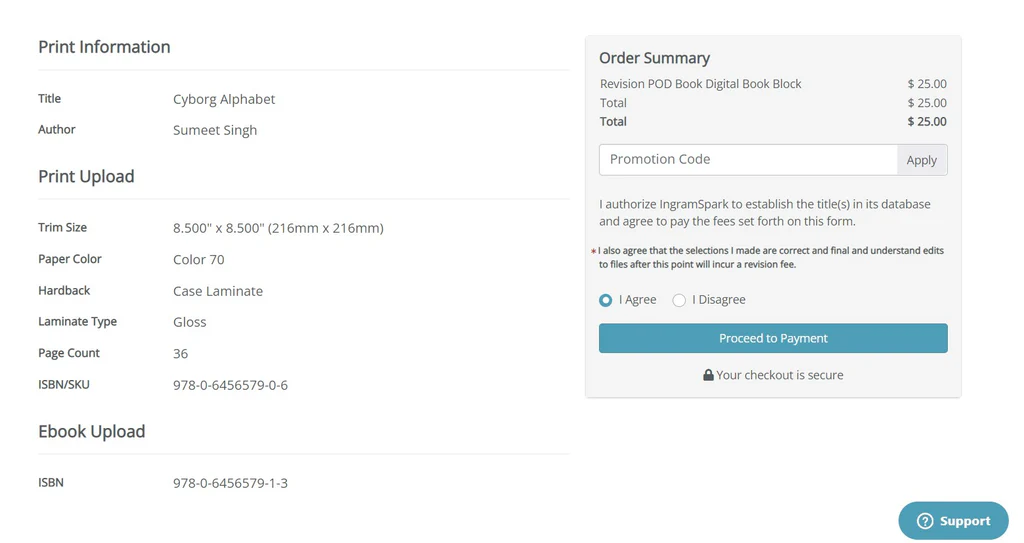 Print Information
Title Cyborg Alphabet
Author Sumeet Singh
Print Upload
Trim Size 8.500" x 8.500" (216mm x 216mm)
Paper Color Color 70
Hardback Case Laminate
Laminate Type Gloss
Page Count 36
ISBN/SKU 978-0-6456579-0-6
Ebook Upload
ISBN 978-0-6456579-1-3
Order Summary
Revision POD Book Digital Book Block $ 25.00
Total $ 25.00
Total $ 25.00
Promotion Code Apply
I authorize IngramSpark to establish the title(s) in its database
and agree to pay the fees set forth on this form.
* I also agree that the selections I made are correct and final and understand edits
to files after this point will incur a revision fee.
I Agree I Disagree
Proceed to Payment
Your checkout is secure
? Support